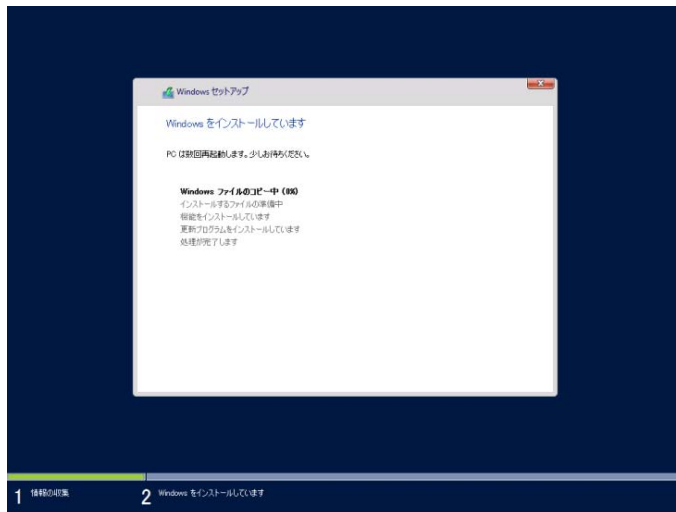 Windows セットアップ
Windows をインストールしています
PC は数回再起動します。少しお待ちください。
Windows ファイルのコピー中 (0%)
インストールするファイルの準備中
機能をインストールしています
更新プログラムをインストールしています
処理が完了します
1 情報の収集
2 Windows をインストールしています